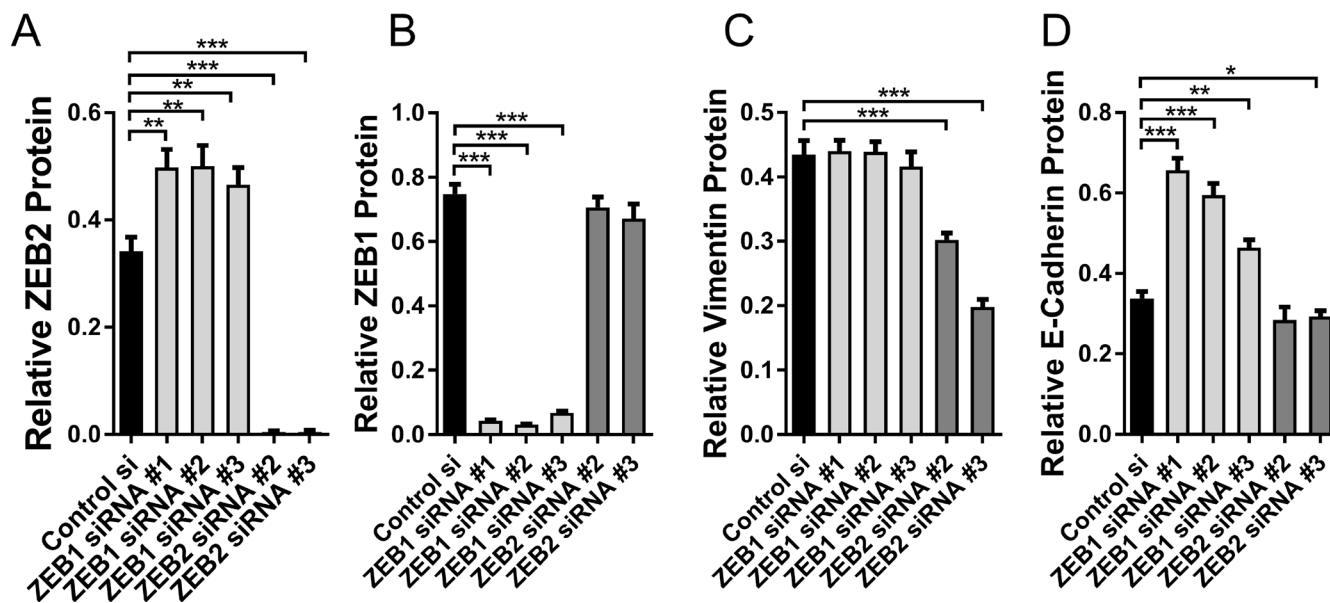 A
Relative ZEB2 Protein
0.6
0.4
0.2
0.0
***
***
**
**
**
Control si
ZEB1 siRNA #1
ZEB1 siRNA #2
ZEB1 siRNA #3
ZEB2 siRNA #2
ZEB2 siRNA #3
B
Relative ZEB1 Protein
1.0
0.8
0.6
0.4
0.2
0.0
***
***
***
Control si
ZEB1 siRNA #1
ZEB1 siRNA #2
ZEB1 siRNA #3
ZEB2 siRNA #2
ZEB2 siRNA #3
C
Relative Vimentin Protein
0.5
0.4
0.3
0.2
0.1
0.0
***
***
Control si
ZEB1 siRNA #1
ZEB1 siRNA #2
ZEB1 siRNA #3
ZEB2 siRNA #2
ZEB2 siRNA #3
D
Relative E-Cadherin Protein
0.8
0.6
0.4
0.2
0.0
*
**
***
***
Control si
ZEB1 siRNA #1
ZEB1 siRNA #2
ZEB1 siRNA #3
ZEB2 siRNA #2
ZEB2 siRNA #3